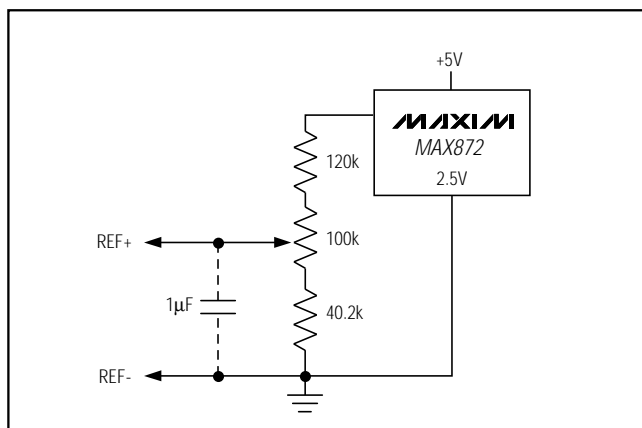 +5V
MAXIM
MAX872
2.5V
120k
100k
40.2k
REF+
1µF
REF-